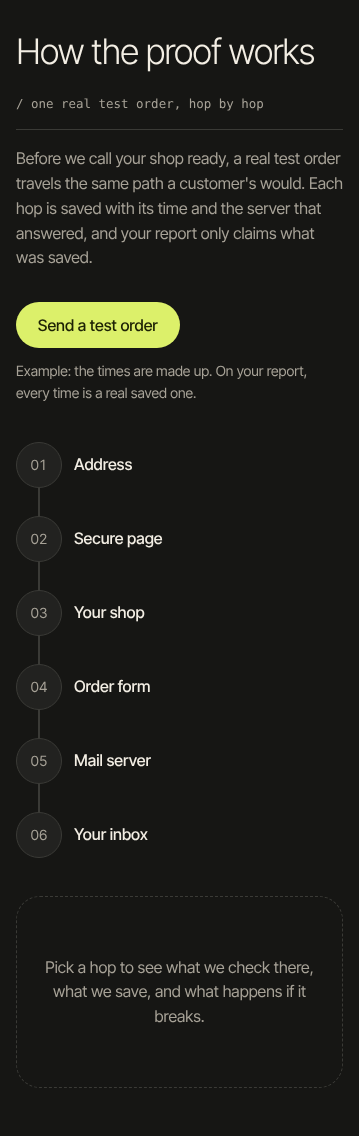 How the proof works
/ one real test order, hop by hop
Before we call your shop ready, a real test order
travels the same path a customer's would. Each
hop is saved with its time and the server that
answered, and your report only claims what
was saved.
Send a test order
Example: the times are made up. On your report,
every time is a real saved one.
01 Address
02 Secure page
03 Your shop
04 Order form
05 Mail server
06 Your inbox
Pick a hop to see what we check there,
what we save, and what happens if it
breaks.